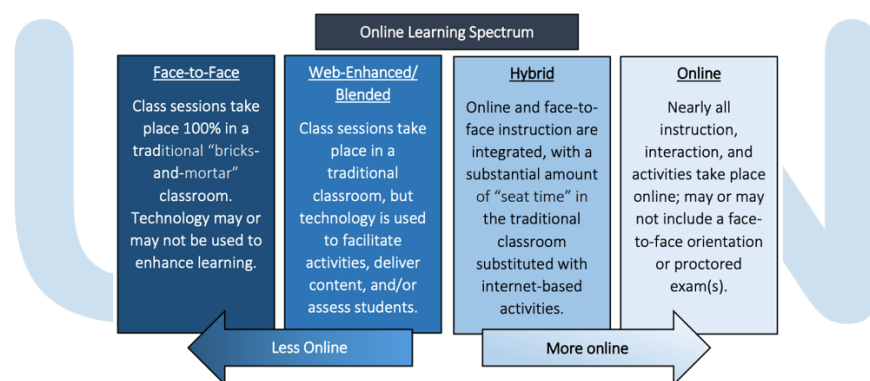 Online Learning Spectrum
Face-to-Face
Class sessions take
place 100% in a
traditional “bricks-
and-mortar”
classroom.
Technology may or
may not be used to
enhance learning.
Web-Enhanced/
Blended
Class sessions take
place in a
traditional
classroom, but
technology is used
to facilitate
activities, deliver
content, and/or
assess students.
Hybrid
Online and face-to-
face instruction are
integrated, with a
substantial amount
of “seat time” in
the traditional
classroom
substituted with
internet-based
activities.
Online
Nearly all
instruction,
interaction, and
activities take place
online; may or may
not include a face-
to-face orientation
or proctored
exam(s).
Less Online
More online